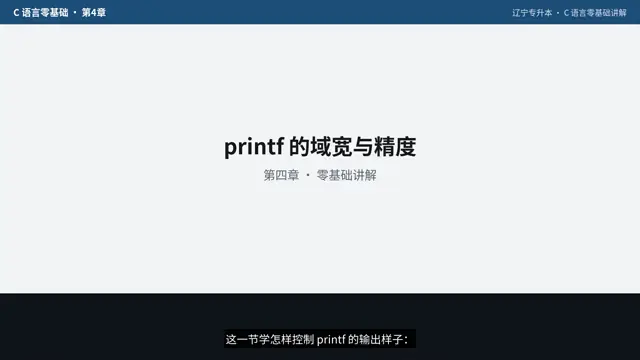 C 语言零基础 · 第4章
辽宁专升本 · C 语言零基础讲解
printf 的域宽与精度
第四章 · 零基础讲解
这一节学怎样控制 printf 的输出样子：